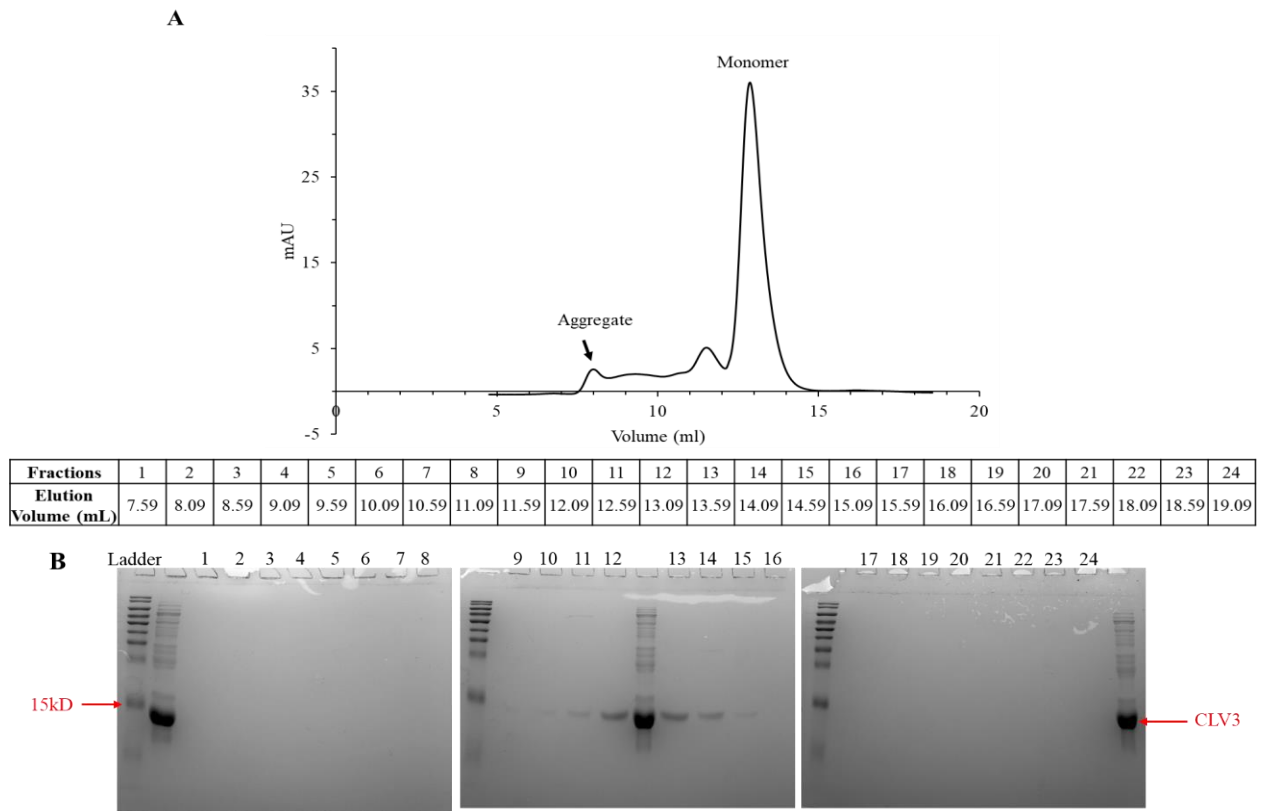 A
Monomer
35
25
mAU
15
Aggregate
5
0 5 10 15 20
Volume (ml)
-5
Fractions 1 2 3 4 5 6 7 8 9 10 11 12 13 14 15 16 17 18 19 20 21 22 23 24
Elution
Volume (mL) 7.59 8.09 8.59 9.09 9.59 10.09 10.59 11.09 11.59 12.09 12.59 13.09 13.59 14.09 14.59 15.09 15.59 16.09 16.59 17.09 17.59 18.09 18.59 19.09
B
Ladder 1 2 3 4 5 6 7 8 9 10 11 12 13 14 15 16 17 18 19 20 21 22 23 24
15kD
CLV3